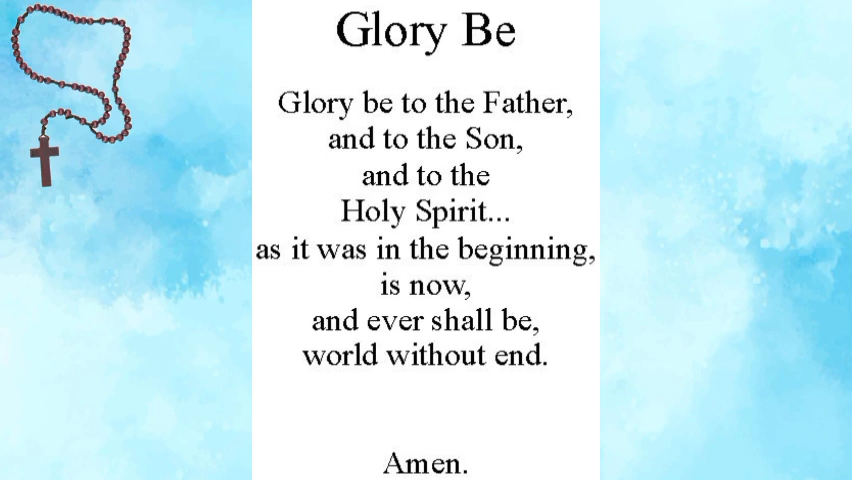 Glory Be
Glory be to the Father,
and to the Son,
and to the
Holy Spirit...
as it was in the beginning,
is now,
and ever shall be,
world without end.
Amen.